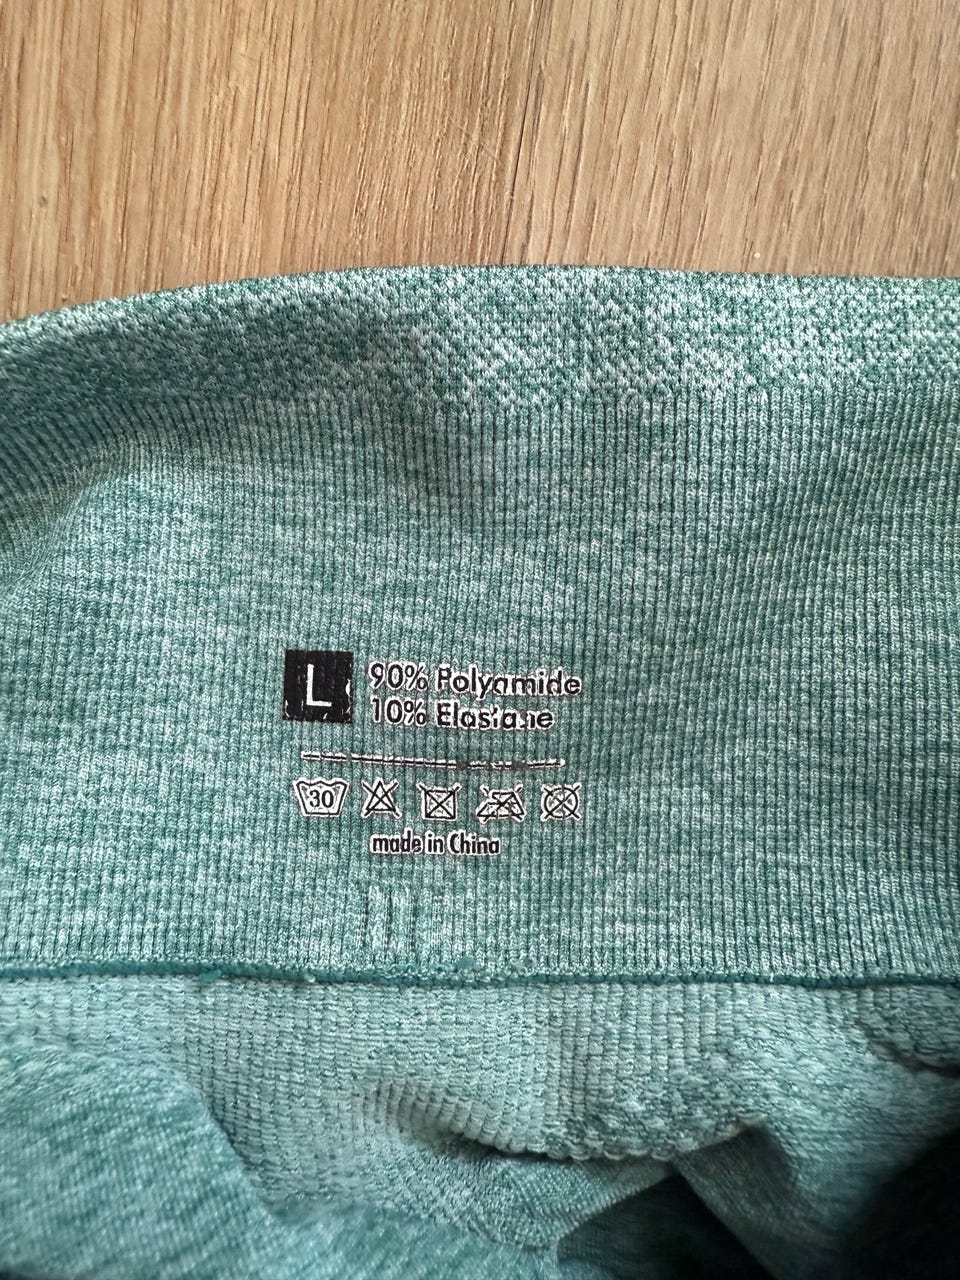 L
90% Polyamide
10% Elastane
30
made in China